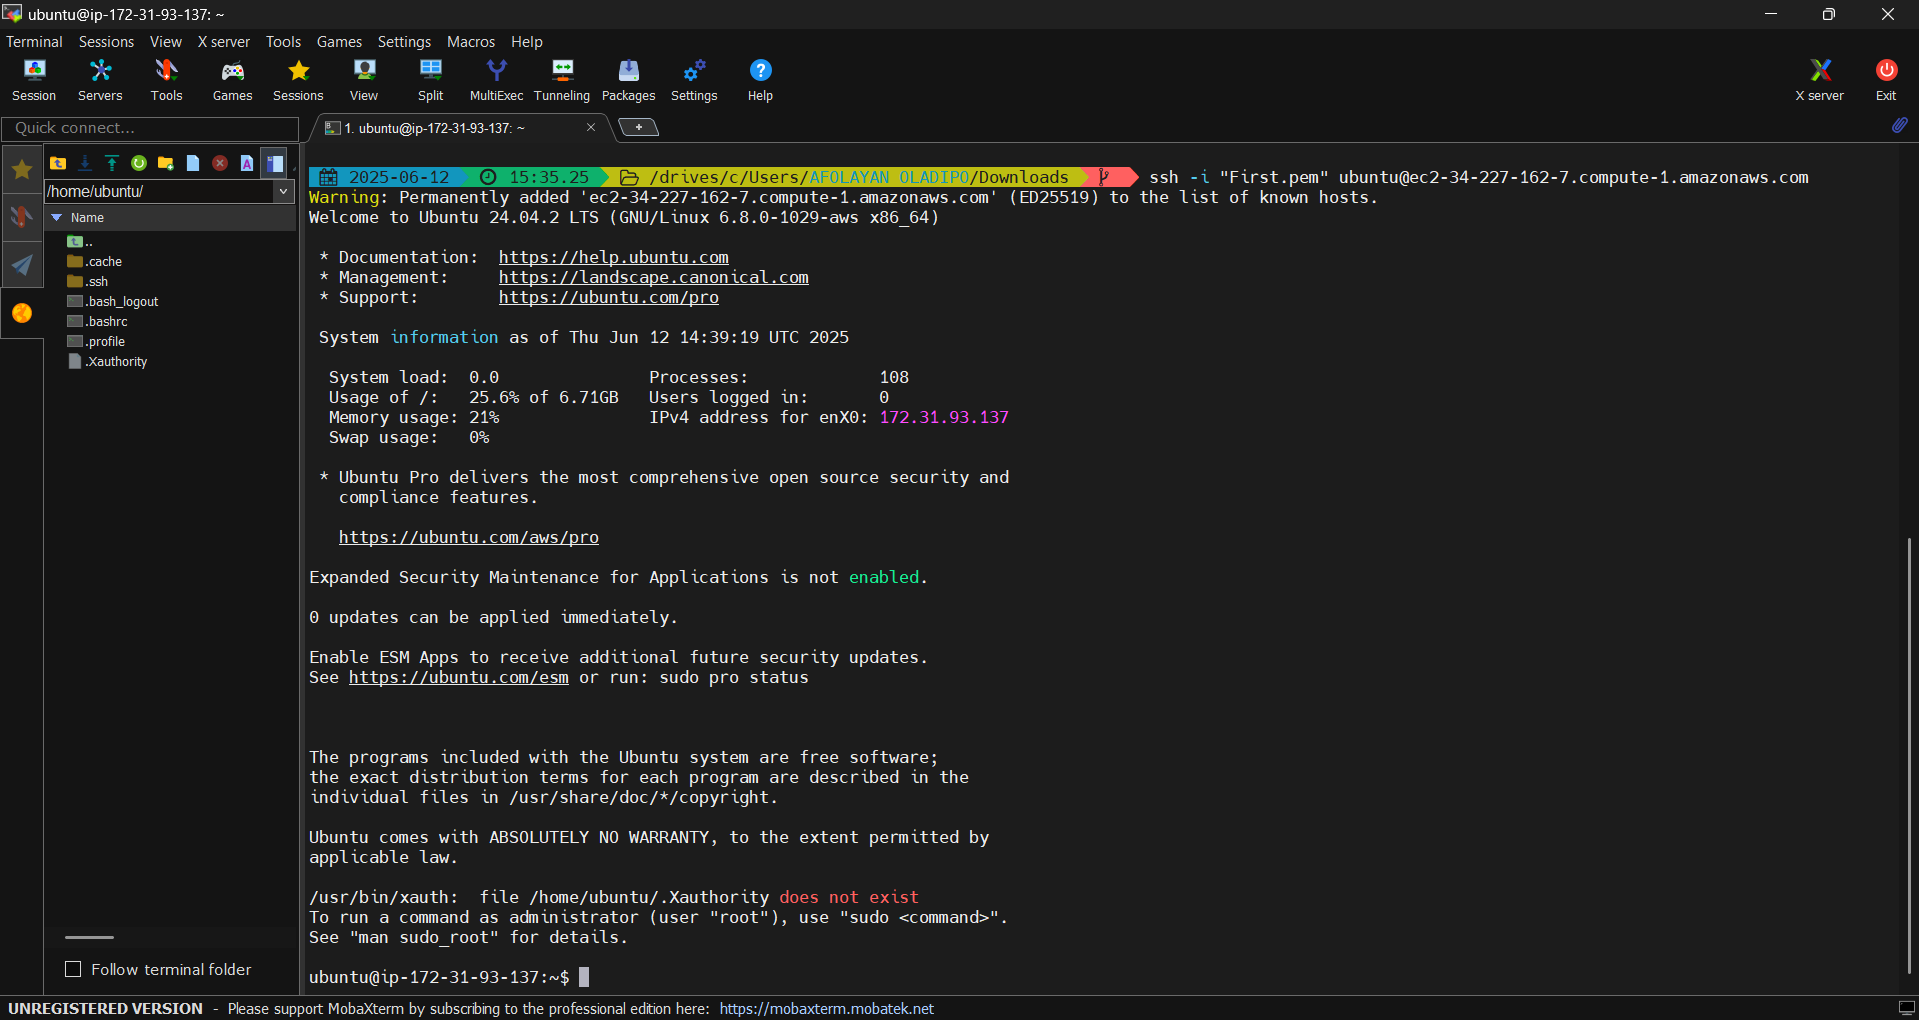 ubuntu@ip-172-31-93-137: ~
Terminal Sessions View X server Tools Games Settings Macros Help
Session Servers Tools Games Sessions View Split MultiExec Tunneling Packages Settings Help X server Exit
Quick connect...
1. ubuntu@ip-172-31-93-137: ~
/home/ubuntu/
Name
..
.cache
.ssh
.bash_logout
.bashrc
.profile
.Xauthority
Follow terminal folder
2025-06-12 15:35.25 /drives/c/Users/AFOLAYAN OLADIPO/Downloads ssh -i "First.pem" ubuntu@ec2-34-227-162-7.compute-1.amazonaws.com
Warning: Permanently added 'ec2-34-227-162-7.compute-1.amazonaws.com' (ED25519) to the list of known hosts.
Welcome to Ubuntu 24.04.2 LTS (GNU/Linux 6.8.0-1029-aws x86_64)
* Documentation: https://help.ubuntu.com
* Management: https://landscape.canonical.com
* Support: https://ubuntu.com/pro
System information as of Thu Jun 12 14:39:19 UTC 2025
System load: 0.0 Processes: 108
Usage of /: 25.6% of 6.71GB Users logged in: 0
Memory usage: 21% IPv4 address for enX0: 172.31.93.137
Swap usage: 0%
* Ubuntu Pro delivers the most comprehensive open source security and
compliance features.
https://ubuntu.com/aws/pro
Expanded Security Maintenance for Applications is not enabled.
0 updates can be applied immediately.
Enable ESM Apps to receive additional future security updates.
See https://ubuntu.com/esm or run: sudo pro status
The programs included with the Ubuntu system are free software;
the exact distribution terms for each program are described in the
individual files in /usr/share/doc/*/copyright.
Ubuntu comes with ABSOLUTELY NO WARRANTY, to the extent permitted by
applicable law.
/usr/bin/xauth:  file /home/ubuntu/.Xauthority does not exist
To run a command as administrator (user "root"), use "sudo <command>".
See "man sudo_root" for details.
ubuntu@ip-172-31-93-137:~$
UNREGISTERED VERSION - Please support MobaXterm by subscribing to the professional edition here: https://mobaxterm.mobatek.net